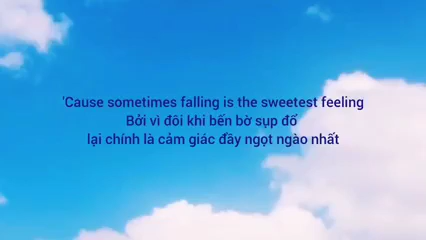 'Cause sometimes falling is the sweetest feeling
Bởi vì đôi khi bến bờ sụp đổ
lại chính là cảm giác đầy ngọt ngào nhất